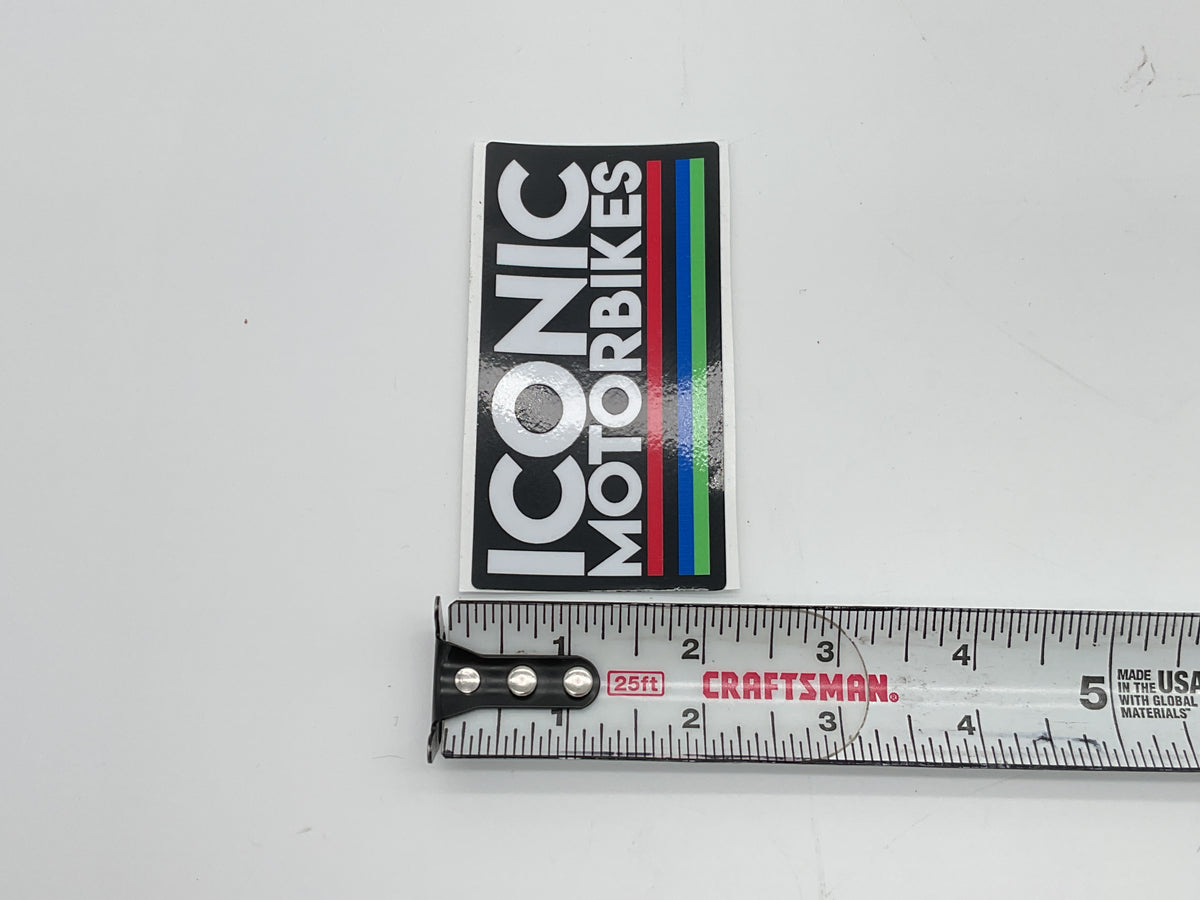 ICONIC
MOTORBIKES
1 2 3 4 5
25ft CRAFTSMAN®
MADE
IN THE USA
WITH GLOBAL
MATERIALS™
1 2 3 4